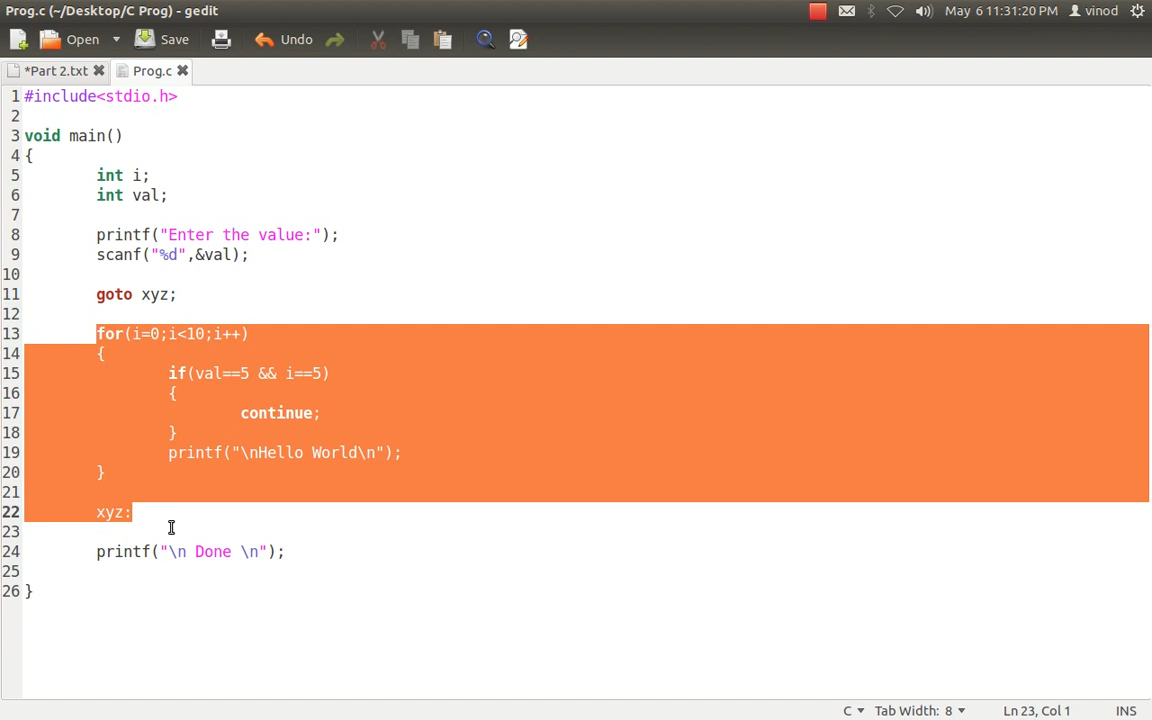 Prog.c (~/Desktop/C Prog) - gedit
May 6 11:31:20 PM vinod
Open Save Undo
*Part 2.txt Prog.c
1 #include<stdio.h>
2
3 void main()
4 {
5 int i;
6 int val;
7
8 printf("Enter the value:");
9 scanf("%d",&val);
10
11 goto xyz;
12
13 for(i=0;i<10;i++)
14 {
15 if(val==5 && i==5)
16 {
17 continue;
18 }
19 printf("\nHello World\n");
20 }
21
22 xyz:
23
24 printf("\n Done \n");
25
26 }
C Tab Width: 8 Ln 23, Col 1 INS